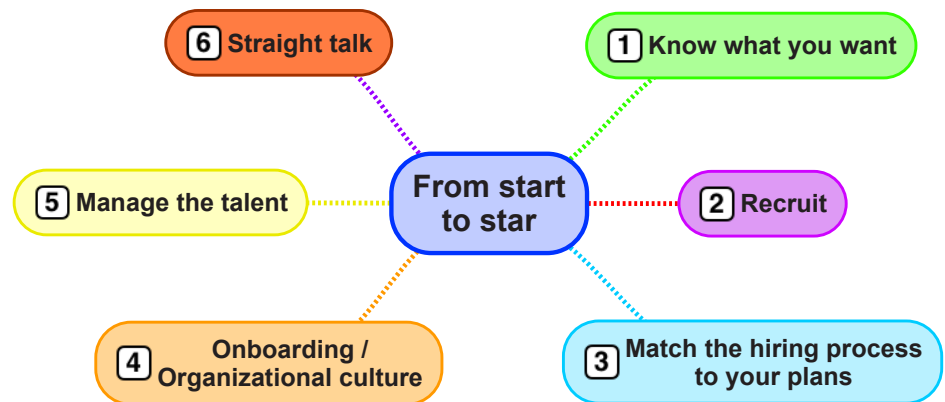 6 Straight talk
1 Know what you want
From start
to star
5 Manage the talent
2 Recruit
4 Onboarding /
Organizational culture
3 Match the hiring process
to your plans